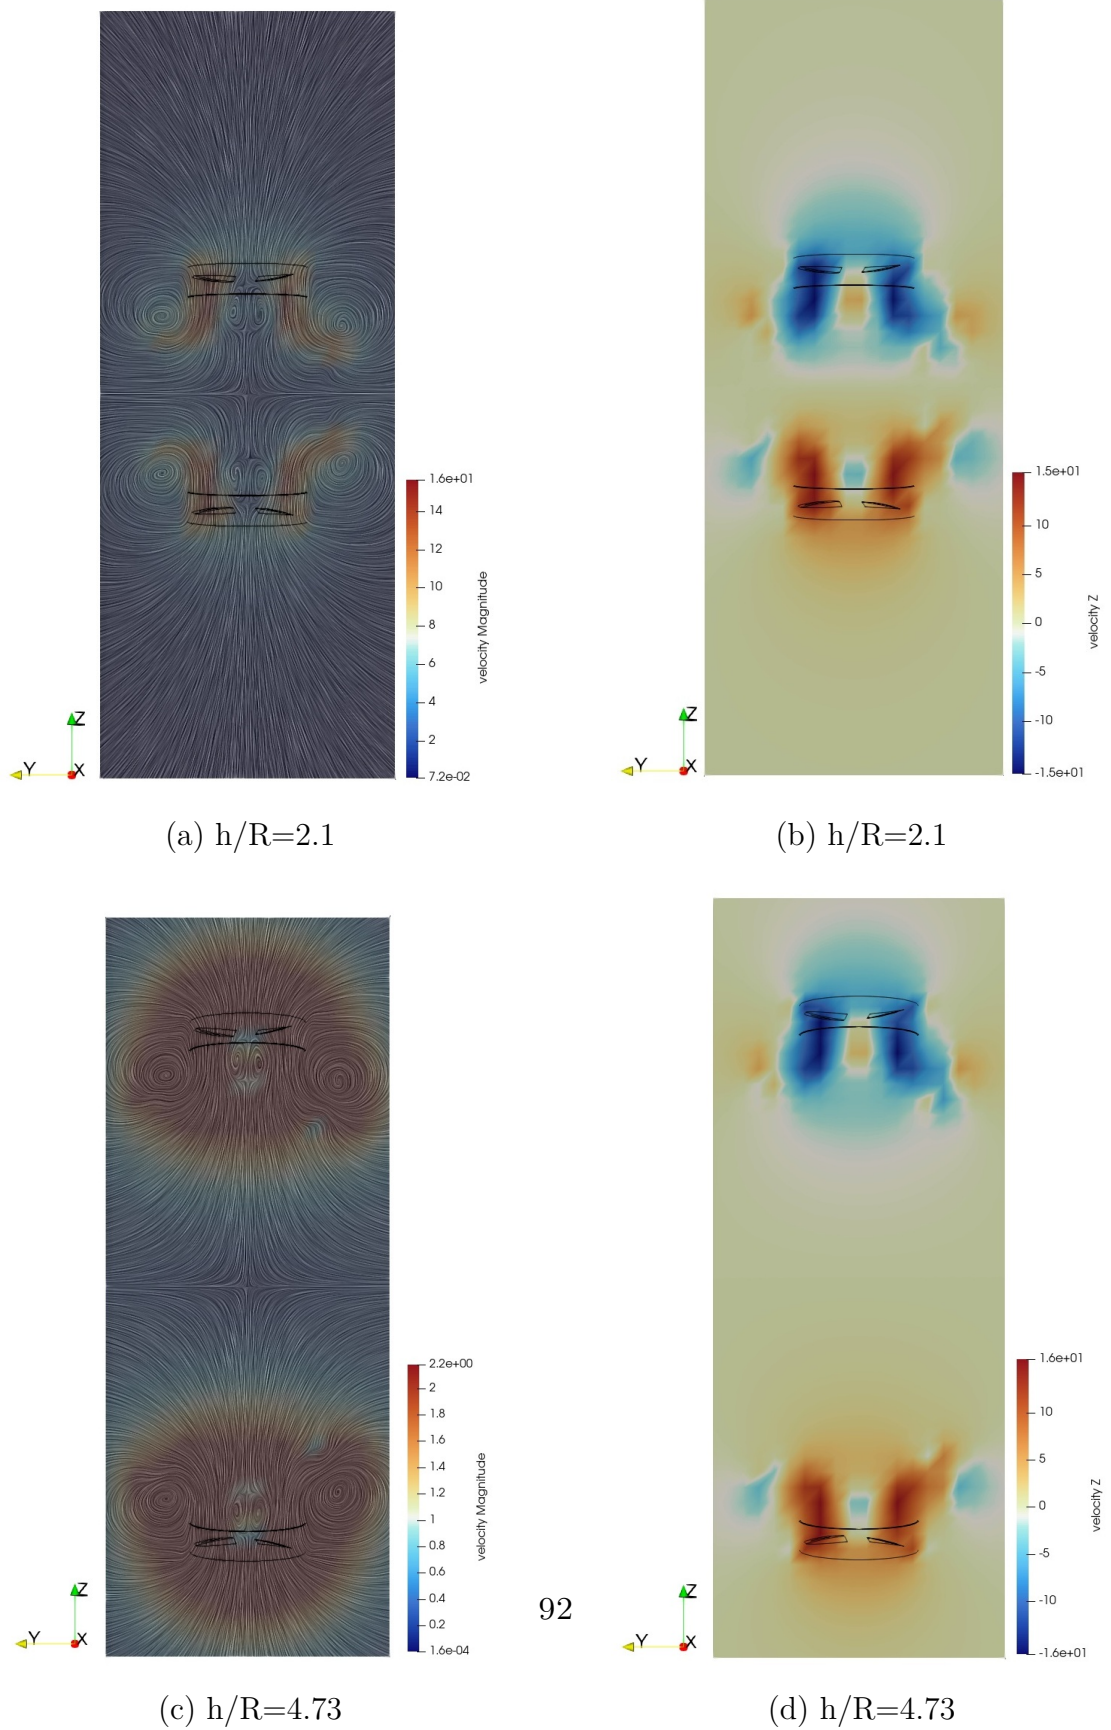 1.6e+01
14
12
10
8
6
4
2
7.2e-02
velocity Magnitude
Z
Y
X
(a) h/R=2.1
1.5e+01
10
5
0
-5
-10
-1.5e+01
velocity Z
Z
Y
X
(b) h/R=2.1
2.2e+00
2
1.8
1.6
1.4
1.2
1
0.8
0.6
0.4
0.2
1.6e-04
velocity Magnitude
Z
Y
X
(c) h/R=4.73
1.6e+01
10
5
0
-5
-10
-1.6e+01
velocity Z
Z
Y
X
(d) h/R=4.73
92